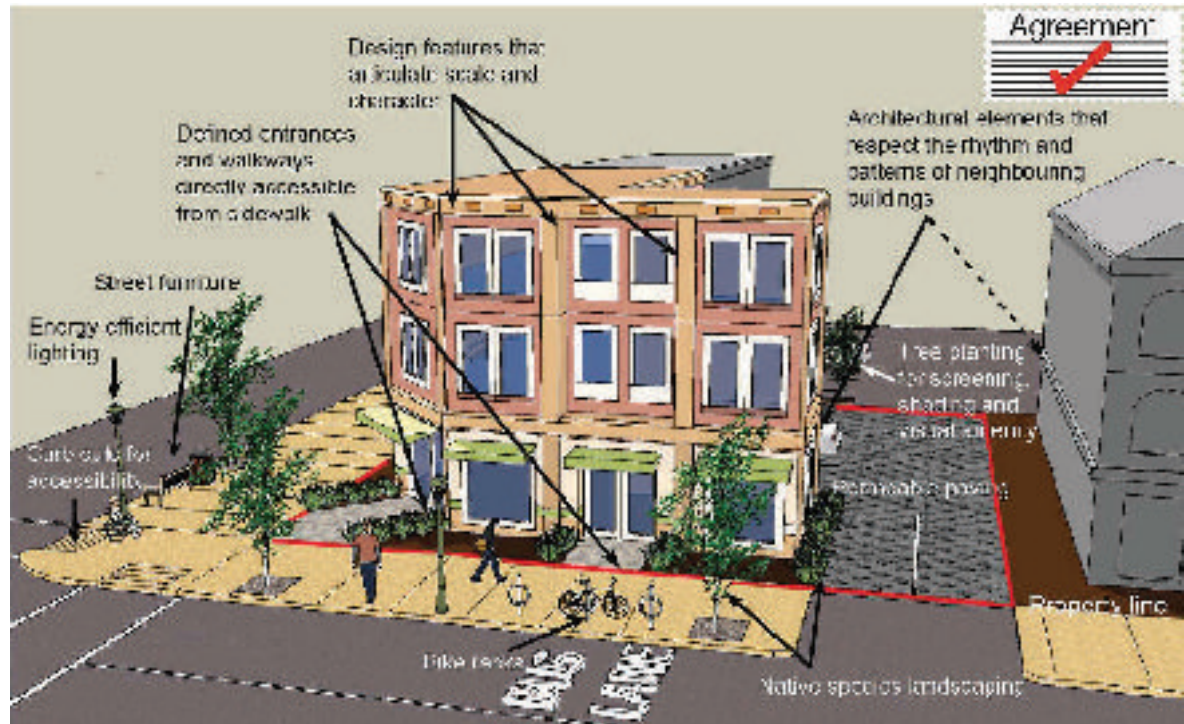 Agreement
Design features that
articulate scale and
character
Defined entrances
and walkways
directly accessible
from sidewalk
Architectural elements that
respect the rhythm and
patterns of neighbouring
buildings
Street furniture
Energy efficient
lighting
Curb cuts for
accessibility
Tree planting
for screening,
shading and
visual amenity
Permeable paving
Property line
Bike racks
Native species landscaping
LANE